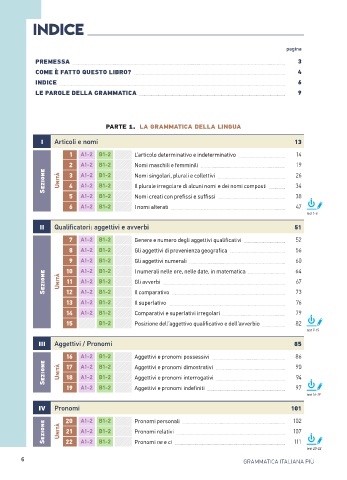 INDICE
pagina
PREMESSA 3
COME È FATTO QUESTO LIBRO? 4
INDICE 6
LE PAROLE DELLA GRAMMATICA 9
PARTE 1. LA GRAMMATICA DELLA LINGUA
I Articoli e nomi 13
SEZIONE
Unità
1 A1-2 B1-2 L'articolo determinativo e indeterminativo 14
2 A1-2 B1-2 Nomi maschili e femminili 19
3 A1-2 B1-2 Nomi singolari, plurali e collettivi 26
4 A1-2 B1-2 Il plurale irregolare di alcuni nomi e dei nomi composti 34
5 A1-2 B1-2 Nomi creati con prefissi e suffissi 38
6 A1-2 B1-2 I nomi alterati 47
test 1-6
II Qualificatori: aggettivi e avverbi 51
SEZIONE
Unità
7 A1-2 B1-2 Genere e numero degli aggettivi qualificativi 52
8 A1-2 B1-2 Gli aggettivi di provenienza geografica 56
9 A1-2 B1-2 Gli aggettivi numerali 60
10 A1-2 B1-2 I numerali nelle ore, nelle date, in matematica 64
11 A1-2 B1-2 Gli avverbi 67
12 A1-2 B1-2 Il comparativo 73
13 A1-2 B1-2 Il superlativo 76
14 A1-2 B1-2 Comparativi e superlativi irregolari 79
15 B1-2 Posizione dell'aggettivo qualificativo e dell'avverbio 82
test 7-15
III Aggettivi / Pronomi 85
SEZIONE
Unità
16 A1-2 B1-2 Aggettivi e pronomi possessivi 86
17 A1-2 B1-2 Aggettivi e pronomi dimostrativi 90
18 A1-2 B1-2 Aggettivi e pronomi interrogativi 94
19 A1-2 B1-2 Aggettivi e pronomi indefiniti 97
test 16-19
IV Pronomi 101
SEZIONE
Unità
20 A1-2 B1-2 Pronomi personali 102
21 A1-2 B1-2 Pronomi relativi 107
22 A1-2 B1-2 Pronomi ne e ci 111
test 20-22
6
GRAMMATICA ITALIANA PIÙ